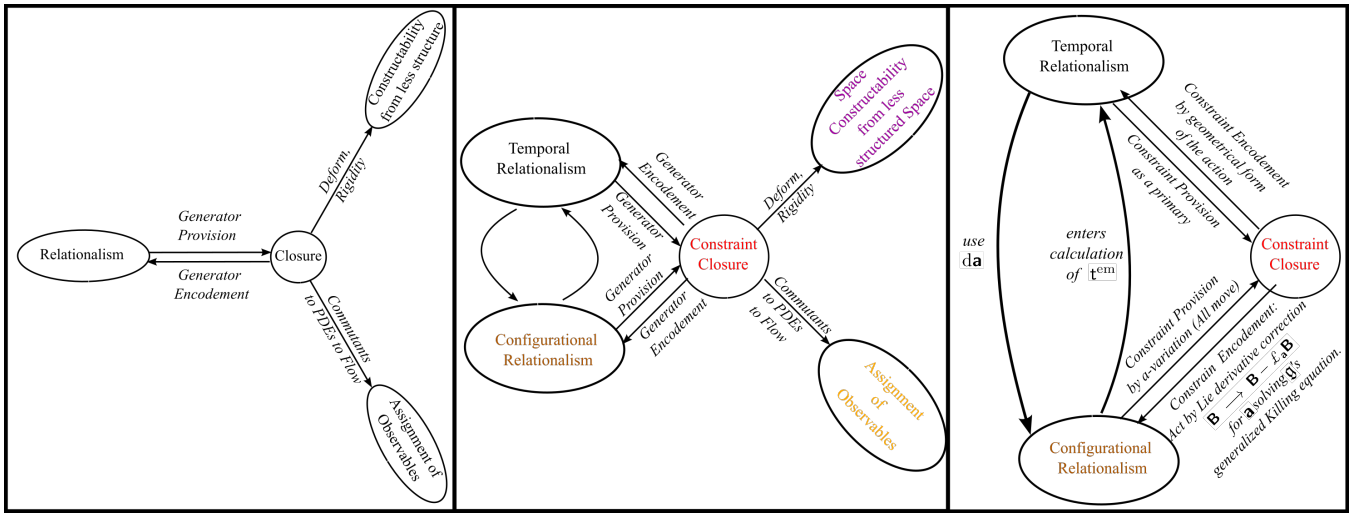 Constructability
from less structure
Deform,
Rigidity
Generator
Provision
Relationalism
Closure
Generator
Encodement
Commutants
to PDEs to Flow
Assignment of
Observables
Space
Constructability
from less
structured Space
Temporal
Relationalism
Generator
Encodement
Generator
Provision
Deform,
Rigidity
Constraint
Closure
Generator
Provision
Generator
Encodement
Configurational
Relationalism
Commutants
to PDEs
to Flow
Assignment
of
Observables
Temporal
Relationalism
Constraint Encodement
by geometrical form
of the action
Constraint Provision
as a primary
use
da
enters
calculation
of t^em
Constraint
Closure
Constraint Provision
by a-variation (All move)
Constrain Encodement:
Act by Lie derivative correction
B → B − £ₐB
for a solving g's
generalized Killing equation.
Configurational
Relationalism